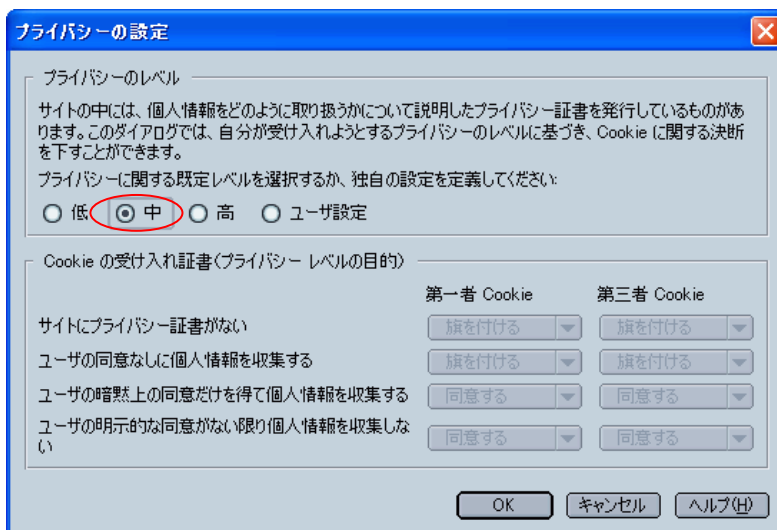 プライバシーの設定
プライバシーのレベル
サイトの中には、個人情報をどのように取り扱うかについて説明したプライバシー証書を発行しているものがあ
ります。このダイアログでは、自分が受け入れようとするプライバシーのレベルに基づき、Cookie に関する決断
を下すことができます。
プライバシーに関する既定レベルを選択するか、独自の設定を定義してください:
低 中 高 ユーザ設定
Cookie の受け入れ証書(プライバシー レベルの目的)
第一者 Cookie 第三者 Cookie
サイトにプライバシー証書がない 旗を付ける 旗を付ける
ユーザの同意なしに個人情報を収集する 旗を付ける 旗を付ける
ユーザの暗黙上の同意だけを得て個人情報を収集する 同意する 同意する
ユーザの明示的な同意がない限り個人情報を収集しな
い 同意する 同意する
OK キャンセル ヘルプ(H)